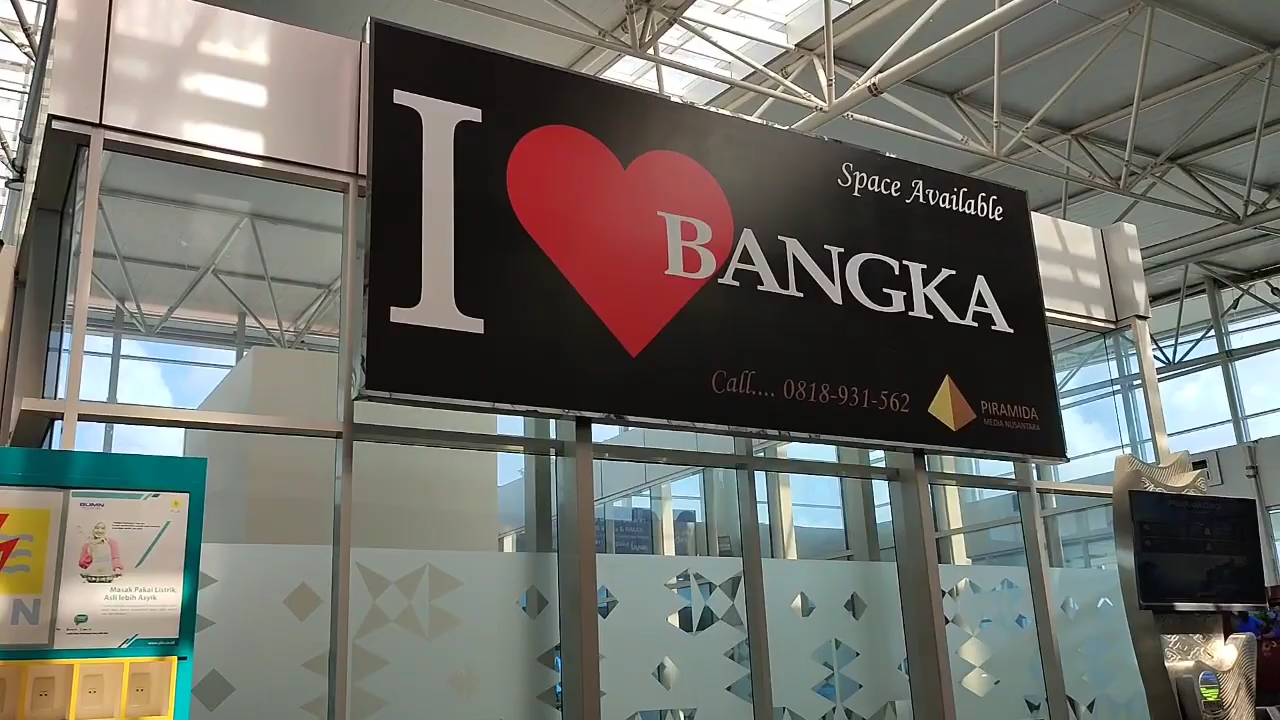 I BANGKA
Space Available
Call.... 0818-931-562
PIRAMIDA
MEDIA NUSANTARA
BUMN
Masak Pakai Listrik,
Asli lebih Asyik
N